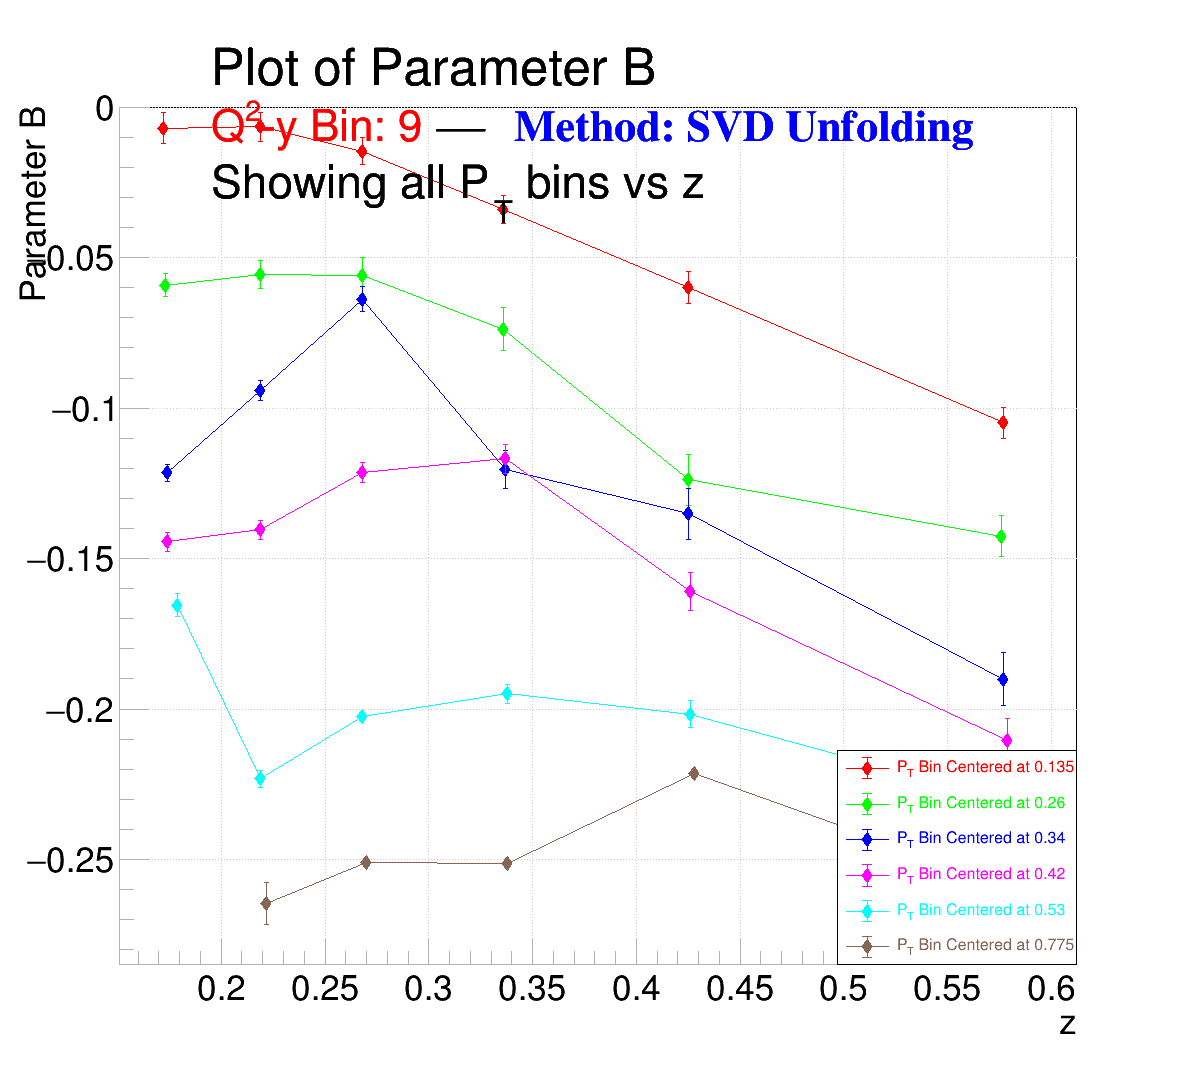 Plot of Parameter B
Q²-y Bin: 9 — Method: SVD Unfolding
Showing all P_T bins vs z
Parameter B
0
−0.05
−0.1
−0.15
−0.2
−0.25
0.2 0.25 0.3 0.35 0.4 0.45 0.5 0.55 0.6
z
P_T Bin Centered at 0.135
P_T Bin Centered at 0.26
P_T Bin Centered at 0.34
P_T Bin Centered at 0.42
P_T Bin Centered at 0.53
P_T Bin Centered at 0.775